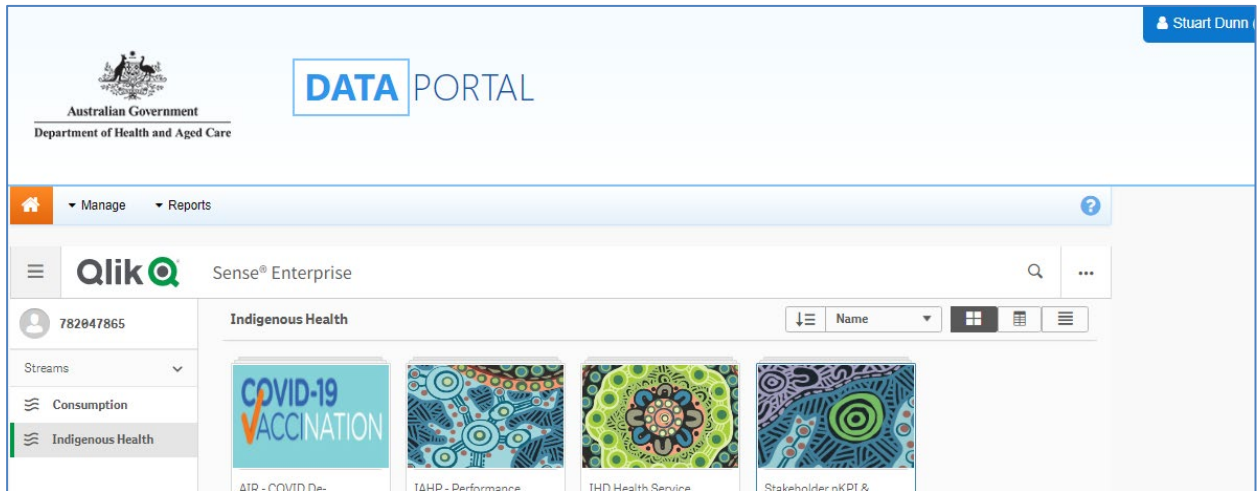 Stuart Dunn
DATA PORTAL
Australian Government
Department of Health and Aged Care
Manage Reports
?
Qlik Sense® Enterprise
782047865
Indigenous Health
Name
Streams
Consumption
Indigenous Health
COVID-19
VACCINATION
AIR - COVID De- IAHP - Performance IHD Health Service Stakeholder nKPI &